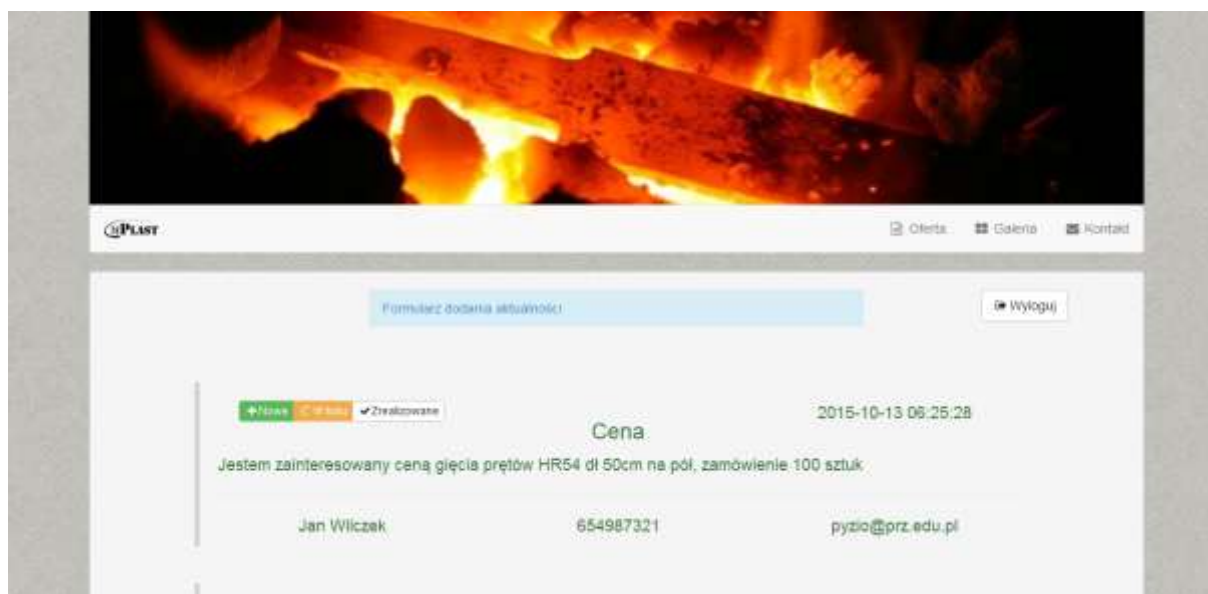 Plast
Oferta Galeria Kontakt
Formularz dodania aktualności
Wyloguj
Nowe W toku Zrealizowane
2015-10-13 06:25:28
Cena
Jestem zainteresowany ceną gięcia prętów HR54 dł 50cm na pół, zamówienie 100 sztuk
Jan Wilczek 654987321 pyzio@prz.edu.pl